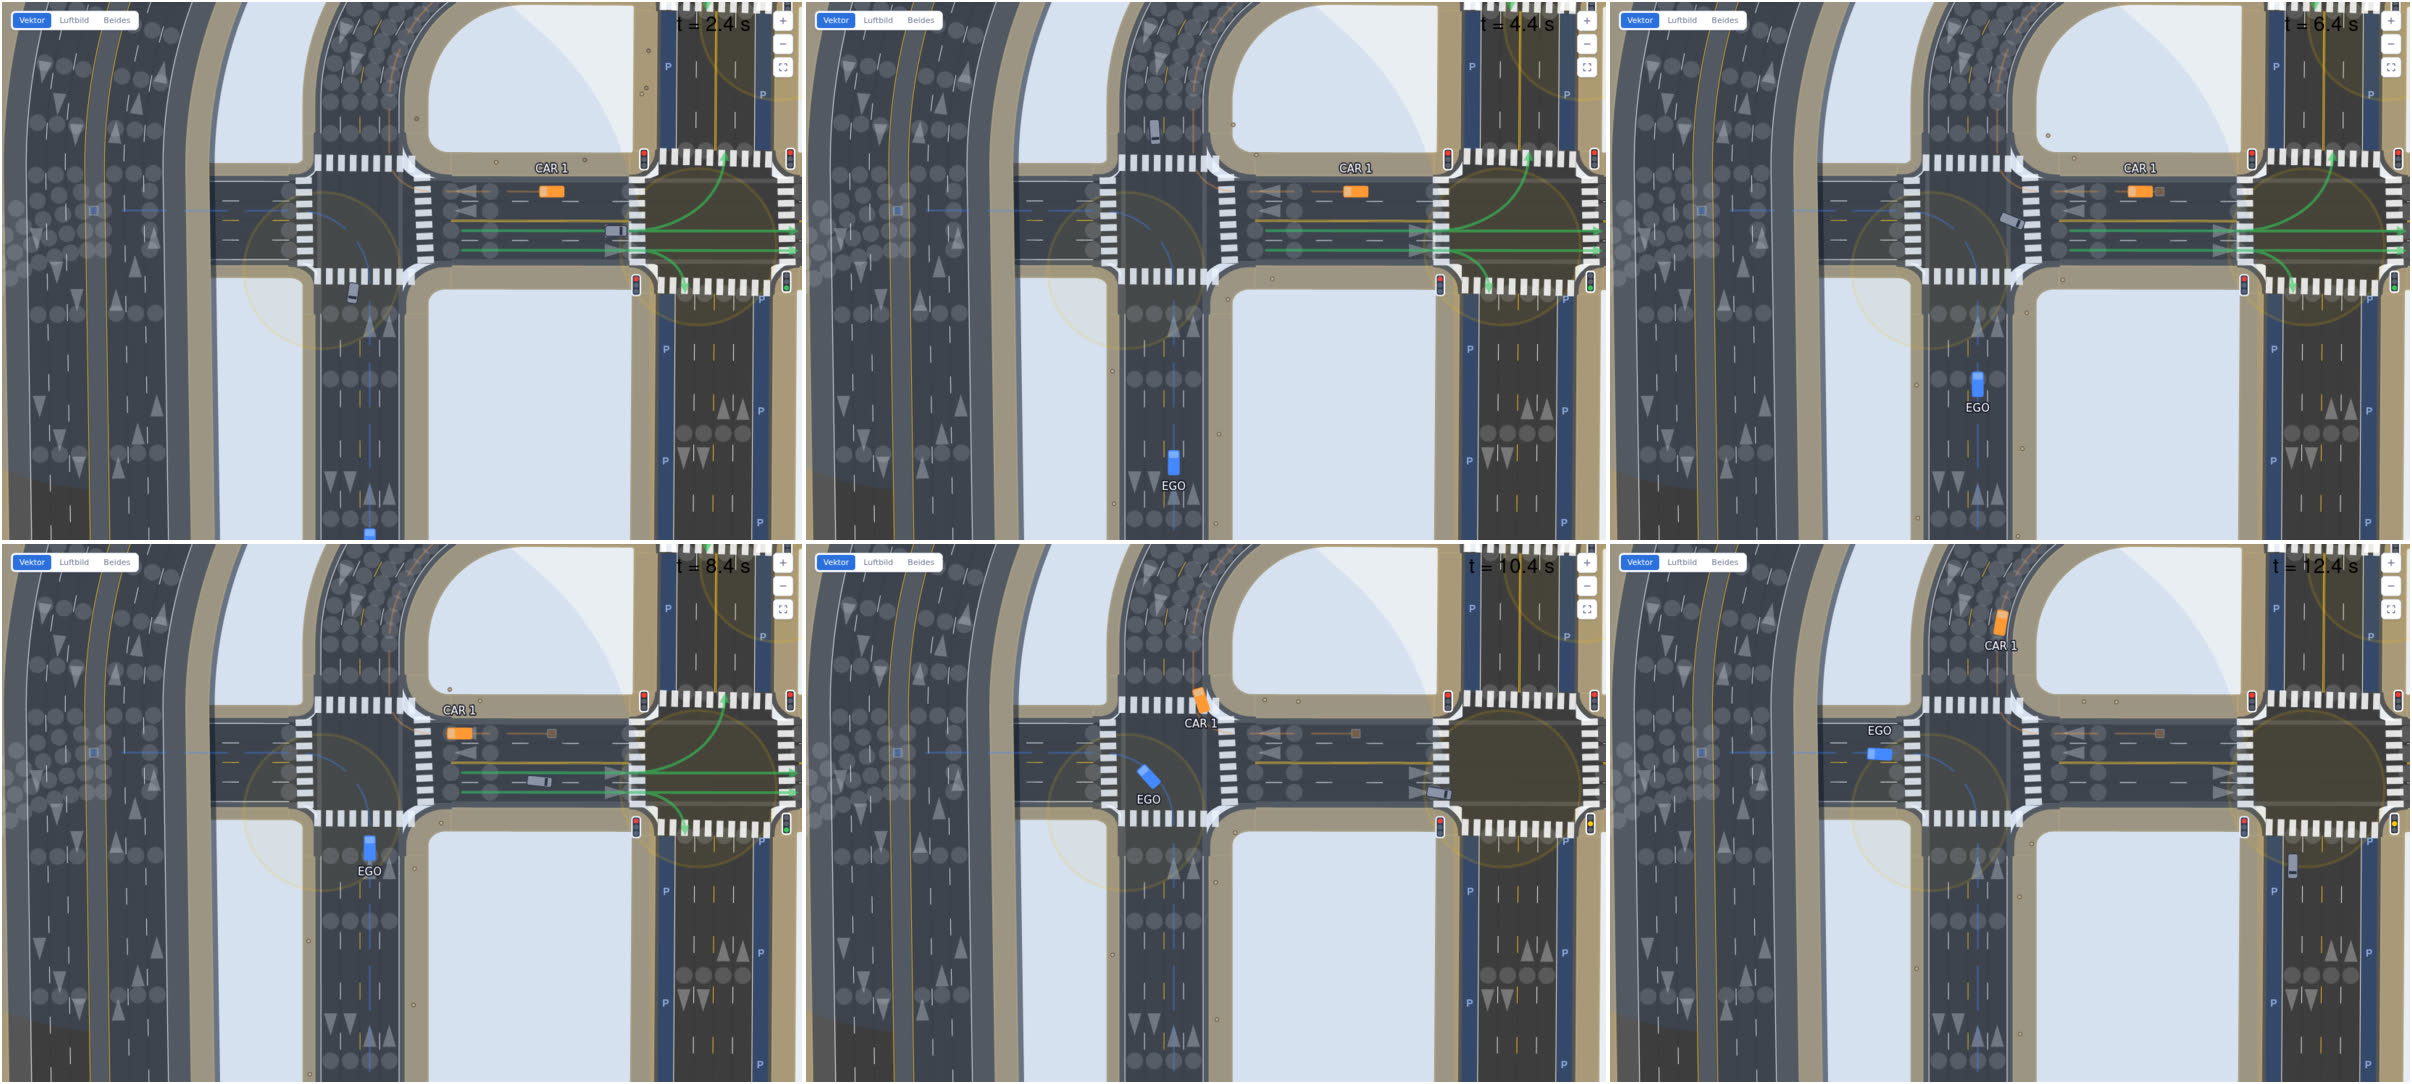 Vektor Luftbild Beides
t = 2.4 s
+
−
P
P
CAR 1
P
P
P
P
P
Vektor Luftbild Beides
t = 4.4 s
+
−
P
P
CAR 1
P
P
P
P
EGO
P
Vektor Luftbild Beides
t = 6.4 s
+
−
P
P
CAR 1
P
P
EGO
P
P
P
Vektor Luftbild Beides
t = 8.4 s
+
−
P
P
CAR 1
P
EGO
P
P
P
P
Vektor Luftbild Beides
t = 10.4 s
+
−
P
P
CAR 1
EGO
P
P
P
P
P
Vektor Luftbild Beides
t = 12.4 s
+
−
P
P
CAR 1
EGO
P
P
P
P
P